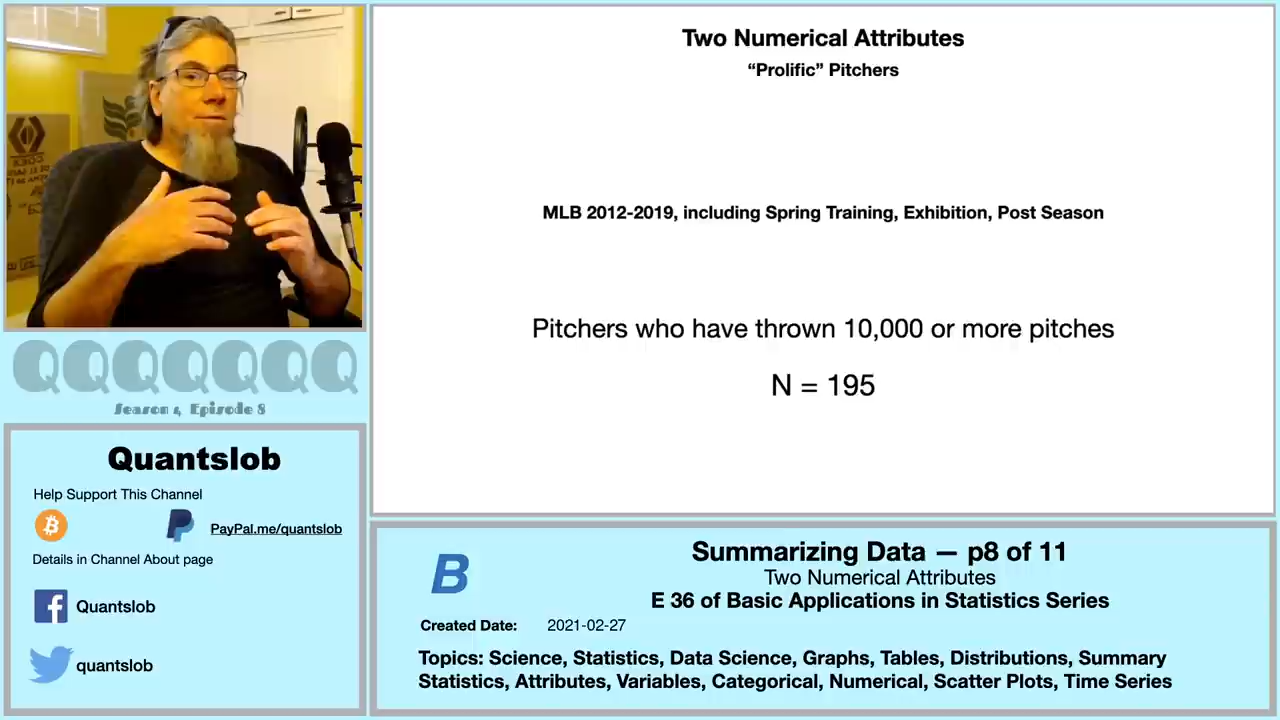 Two Numerical Attributes
“Prolific” Pitchers
MLB 2012-2019, including Spring Training, Exhibition, Post Season
Pitchers who have thrown 10,000 or more pitches
N = 195
QQQQQQQ
Season 4, Episode 8
Quantslob
Help Support This Channel
PayPal.me/quantslob
Details in Channel About page
Quantslob
quantslob
B
Summarizing Data — p8 of 11
Two Numerical Attributes
E 36 of Basic Applications in Statistics Series
Created Date: 2021-02-27
Topics: Science, Statistics, Data Science, Graphs, Tables, Distributions, Summary
Statistics, Attributes, Variables, Categorical, Numerical, Scatter Plots, Time Series